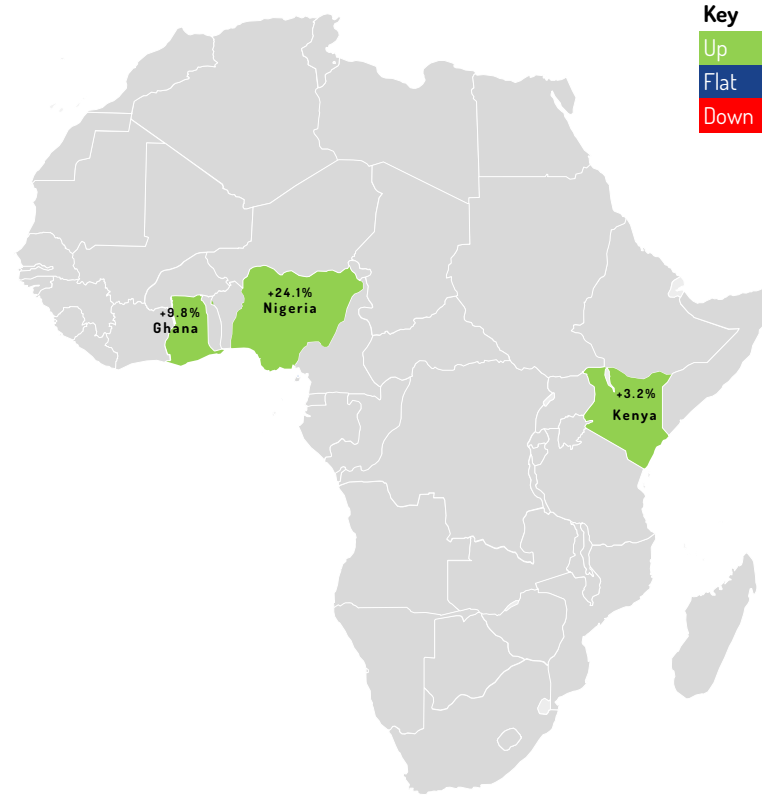 Key
Up
Flat
Down
+24.1%
Nigeria
+9.8%
Ghana
+3.2%
Kenya